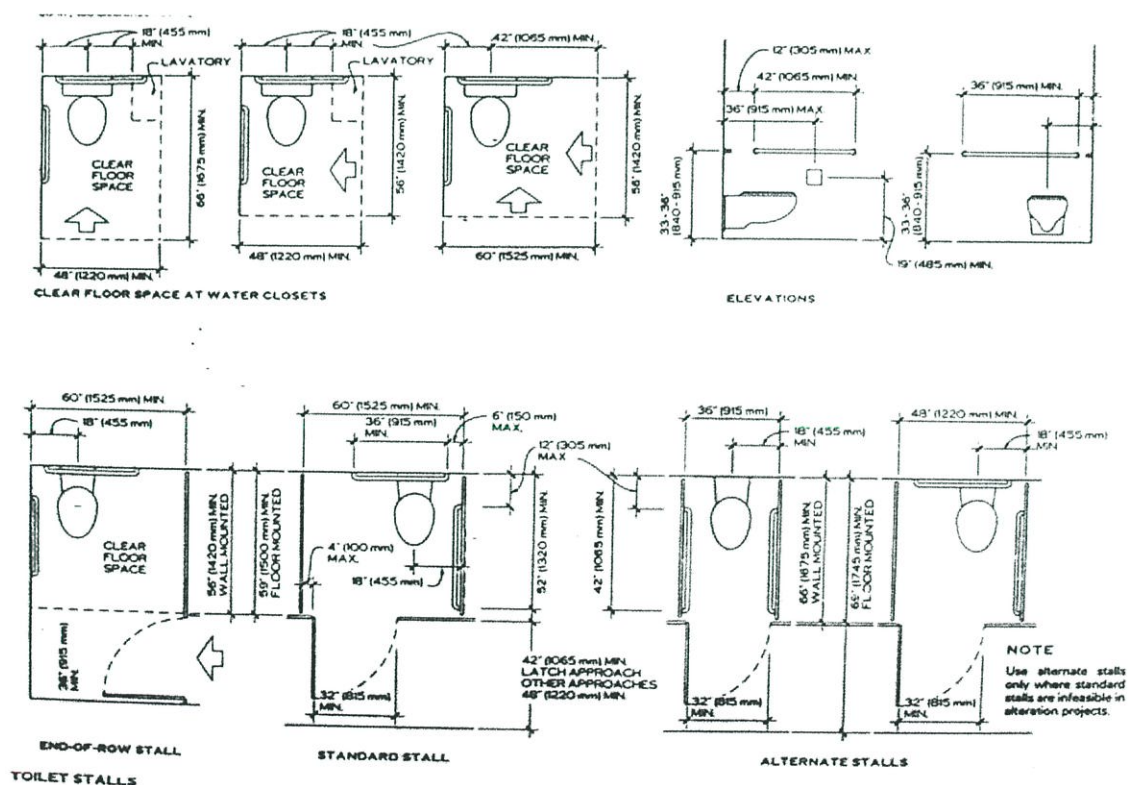 18" (455 mm)
MIN.
LAVATORY
CLEAR
FLOOR
SPACE
66" (1675 mm) MIN.
48" (1220 mm) MIN.
18" (455 mm)
MIN
LAVATORY
CLEAR
FLOOR
SPACE
56" (1420 mm) MIN.
48" (1220 mm) MIN.
42" (1065 mm) MIN.
CLEAR
FLOOR
SPACE
56" (1420 mm) MIN.
60" (1525 mm) MIN.
CLEAR FLOOR SPACE AT WATER CLOSETS
12" (305 mm) MAX
42" (1065 mm) MIN.
36" (915 mm) MAX
33 - 36"
(840 - 915 mm)
19" (485 mm) MIN.
36" (915 mm) MIN.
33 - 36"
(840 - 915 mm)
ELEVATIONS
60" (1525 mm) MIN.
18" (455 mm)
CLEAR
FLOOR
SPACE
36" (915 mm)
MIN.
56" (1420 mm) MIN.
WALL MOUNTED
59" (1500 mm) MIN.
FLOOR MOUNTED
END-OF-ROW STALL
60" (1525 mm) MIN.
36" (915 mm)
MIN.
6" (150 mm)
MAX.
12" (305 mm)
MAX
4" (100 mm)
MAX.
18" (455 mm)
52" (1320 mm) MIN.
32" (815 mm)
MIN.
42" (1065 mm) MIN.
LATCH APPROACH
OTHER APPROACHES
48" (1220 mm) MIN.
STANDARD STALL
36" (915 mm)
18" (455 mm)
MIN
42" (1065 mm) MIN.
66" (1675 mm) MIN.
WALL MOUNTED
69" (1745 mm) MIN.
FLOOR MOUNTED
32" (815 mm)
MIN.
48" (1220 mm) MIN.
18" (455 mm)
MIN.
32" (815 mm)
MIN.
ALTERNATE STALLS
NOTE
Use alternate stalls
only where standard
stalls are infeasible in
alteration projects.
TOILET STALLS